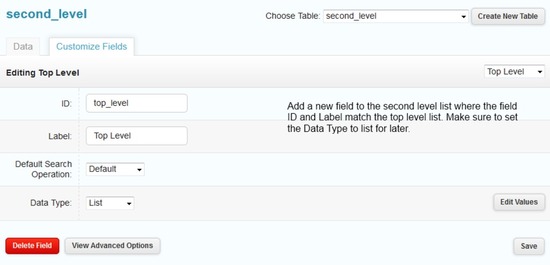 second_level
Choose Table: second_level Create New Table
Data Customize Fields
Editing Top Level Top Level
ID: top_level
Add a new field to the second level list where the field
ID and Label match the top level list. Make sure to set
the Data Type to list for later.
Label: Top Level
Default Search
Operation: Default
Data Type: List Edit Values
Delete Field View Advanced Options Save